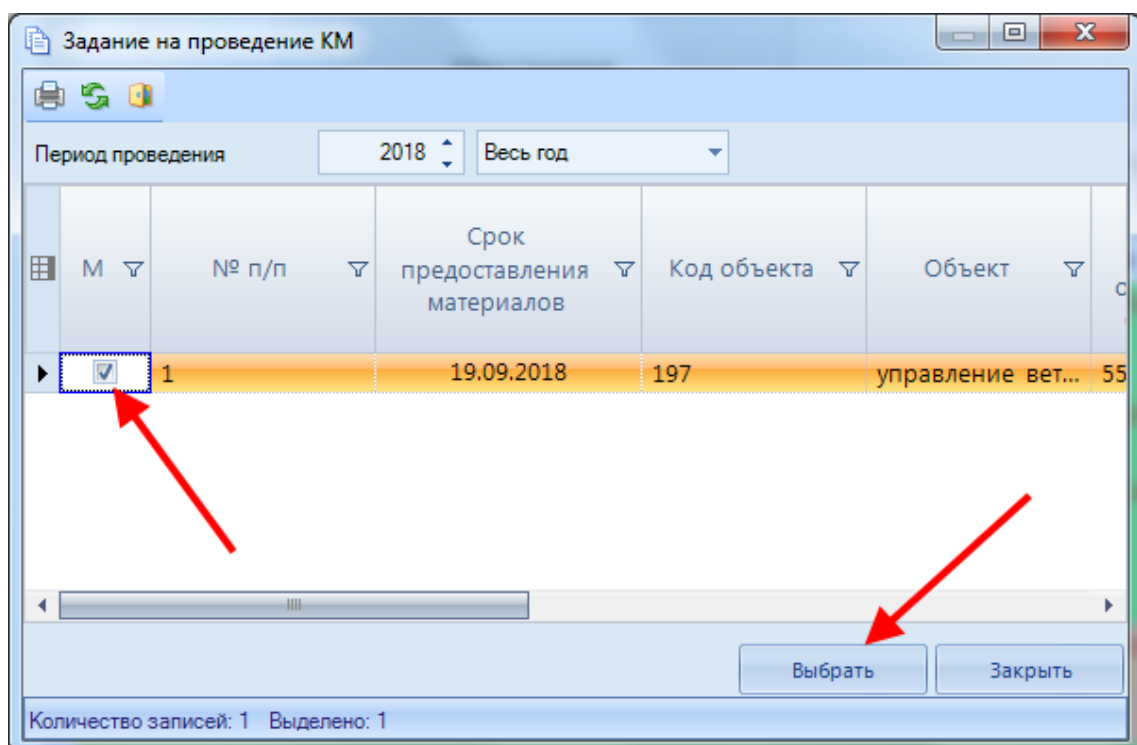 Задание на проведение КМ
Период проведения 2018 Весь год
М № п/п Срок предоставления материалов Код объекта Объект
1 19.09.2018 197 управление вет... 55
Выбрать Закрыть
Количество записей: 1 Выделено: 1